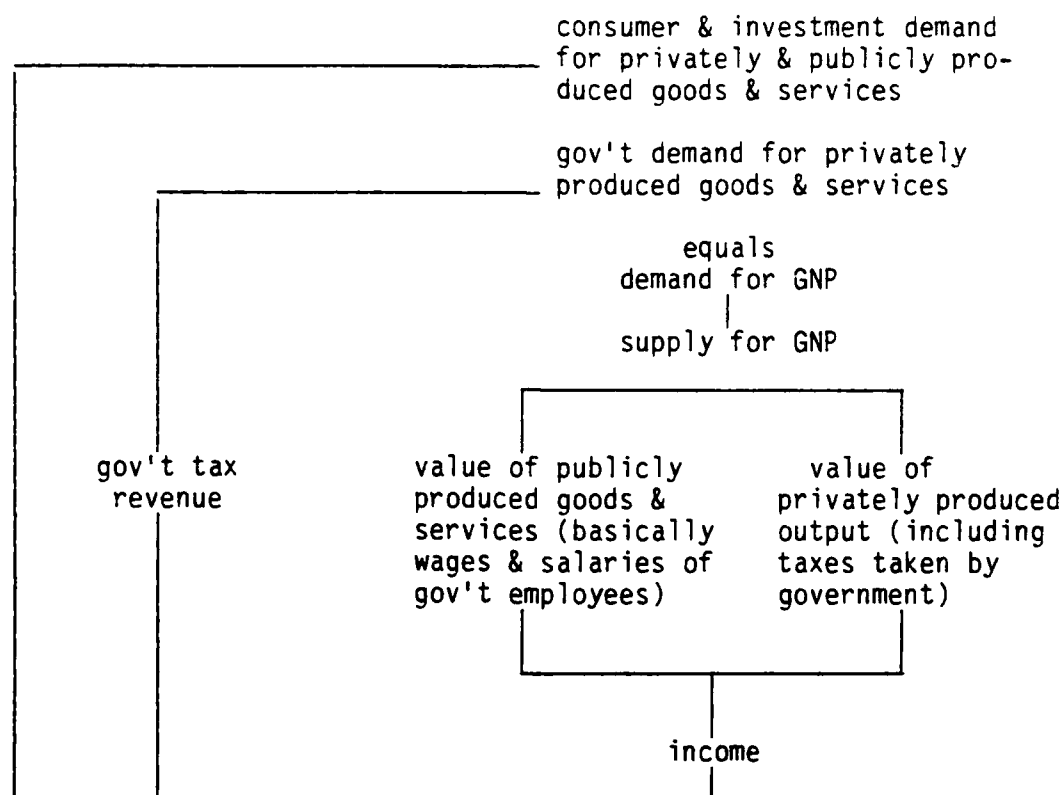 consumer & investment demand
for privately & publicly pro-
duced goods & services
gov't demand for privately
produced goods & services
equals
demand for GNP
supply for GNP
gov't tax
revenue
value of publicly
produced goods &
services (basically
wages & salaries of
gov't employees)
value of
privately produced
output (including
taxes taken by
government)
income